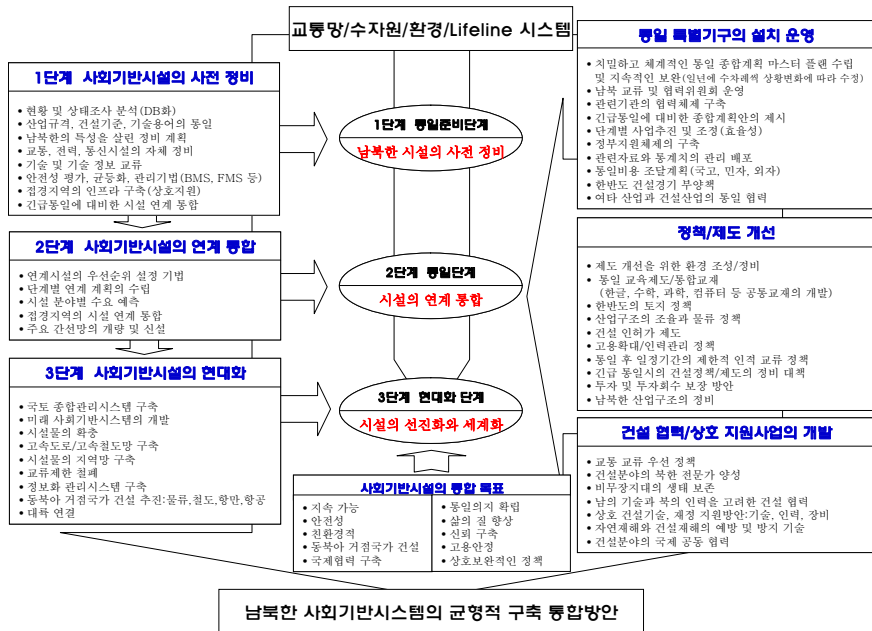 교통망/수자원/환경/Lifeline 시스템
1단계 사회기반시설의 사전 정비
• 현황 및 상태조사 분석(DB화)
• 산업규격, 건설기준, 기술용어의 통일
• 남북한의 특성을 살린 정비 계획
• 교통, 전력, 통신시설의 자체 정비
• 기술 및 기술 정보 교류
• 안전성 평가, 균등화, 관리기법(BMS, FMS 등)
• 접경지역의 인프라 구축(상호지원)
• 긴급통일에 대비한 시설 연계 통합
2단계 사회기반시설의 연계 통합
• 연계시설의 우선순위 설정 기법
• 단계별 연계 계획의 수립
• 시설 분야별 수요 예측
• 접경지역의 시설 연계 통합
• 주요 간선망의 개량 및 신설
3단계 사회기반시설의 현대화
• 국토 종합관리시스템 구축
• 미래 사회기반시스템의 개발
• 시설물의 확충
• 고속도로/고속철도망 구축
• 시설물의 지역망 구축
• 교류제한 철폐
• 정보화 관리시스템 구축
• 동북아 거점국가 건설 추진:물류,철도,항만,항공
• 대륙 연결
1단계 통일준비단계
남북한 시설의 사전 정비
2단계 통일단계
시설의 연계 통합
3단계 현대화 단계
시설의 선진화와 세계화
사회기반시설의 통합 목표
• 지속 가능
• 안전성
• 친환경적
• 동북아 거점국가 건설
• 국제협력 구축
• 통일의지 확립
• 삶의 질 향상
• 신뢰 구축
• 고용안정
• 상호보완적인 정책
통일 특별기구의 설치 운영
• 치밀하고 체계적인 통일 종합계획 마스터 플랜 수립
및 지속적인 보완(일년에 수차례씩 상황변화에 따라 수정)
• 남북 교류 및 협력위원회 운영
• 관련기관의 협력체제 구축
• 긴급통일에 대비한 종합계획안의 제시
• 단계별 사업추진 및 조정(효율성)
• 정부지원체제의 구축
• 관련자료와 통계치의 관리 배포
• 통일비용 조달계획(국고, 민자, 외자)
• 한반도 건설경기 부양책
• 여타 산업과 건설산업의 통일 협력
정책/제도 개선
• 제도 개선을 위한 환경 조성/정비
• 통일 교육제도/통합교재
(한글, 수학, 과학, 컴퓨터 등 공통교재의 개발)
• 한반도의 토지 정책
• 산업구조의 조율과 물류 정책
• 건설 인허가 제도
• 고용확대/인력관리 정책
• 통일 후 일정기간의 제한적 인적 교류 정책
• 긴급 통일시의 건설정책/제도의 정비 대책
• 투자 및 투자회수 보장 방안
• 남북한 산업구조의 정비
건설 협력/상호 지원사업의 개발
• 교통 교류 우선 정책
• 건설분야의 북한 전문가 양성
• 비무장지대의 생태 보존
• 남의 기술과 북의 인력을 고려한 건설 협력
• 상호 건설기술, 재정 지원방안:기술, 인력, 장비
• 자연재해와 건설재해의 예방 및 방지 기술
• 건설분야의 국제 공동 협력
남북한 사회기반시스템의 균형적 구축 통합방안